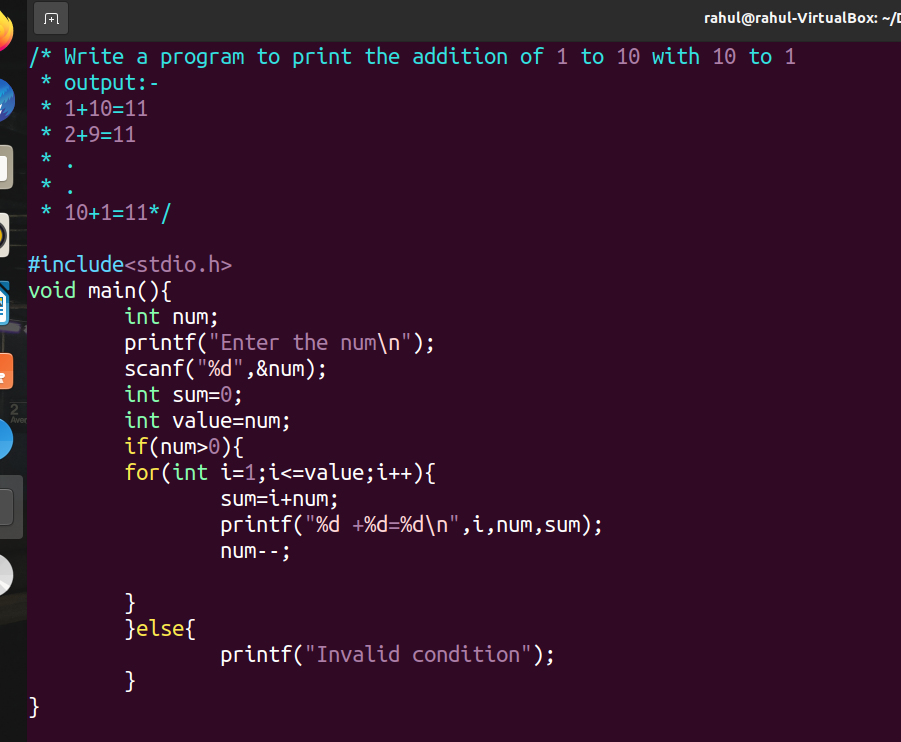 rahul@rahul-VirtualBox: ~/D
/* Write a program to print the addition of 1 to 10 with 10 to 1
 * output:-
 * 1+10=11
 * 2+9=11
 * .
 * .
 * 10+1=11*/

#include<stdio.h>
void main(){
        int num;
        printf("Enter the num\n");
        scanf("%d",&num);
        int sum=0;
        int value=num;
        if(num>0){
        for(int i=1;i<=value;i++){
                sum=i+num;
                printf("%d +%d=%d\n",i,num,sum);
                num--;

        }
        }else{
                printf("Invalid condition");
        }
}